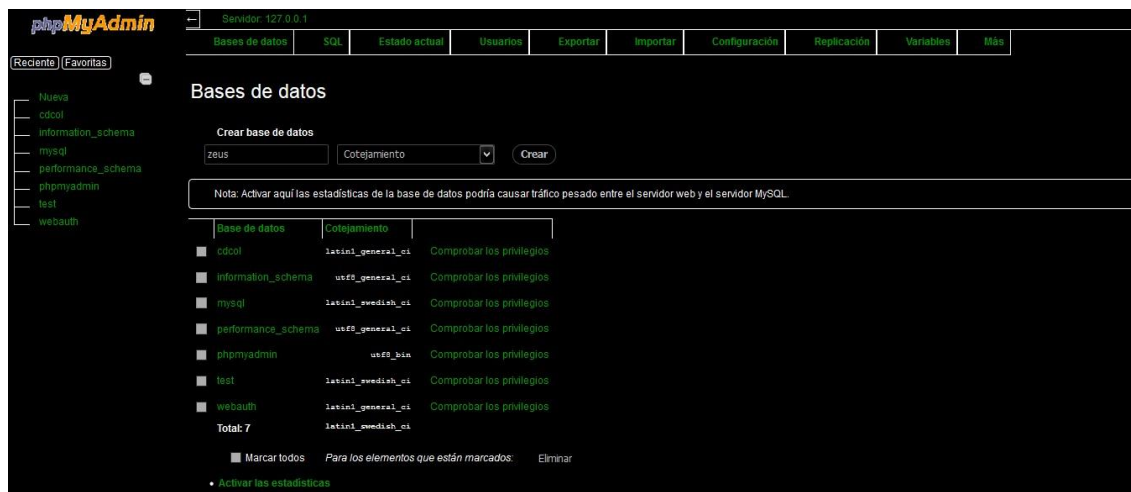 phpMyAdmin
Reciente Favoritas
Nueva
cdcol
information_schema
mysql
performance_schema
phpmyadmin
test
webauth
Servidor: 127.0.0.1
Bases de datos SQL Estado actual Usuarios Exportar Importar Configuración Replicación Variables Más
Bases de datos
Crear base de datos
zeus Cotejamiento Crear
Nota: Activar aquí las estadísticas de la base de datos podría causar tráfico pesado entre el servidor web y el servidor MySQL.
Base de datos Cotejamiento
cdcol latin1_general_ci Comprobar los privilegios
information_schema utf8_general_ci Comprobar los privilegios
mysql latin1_swedish_ci Comprobar los privilegios
performance_schema utf8_general_ci Comprobar los privilegios
phpmyadmin utf8_bin Comprobar los privilegios
test latin1_swedish_ci Comprobar los privilegios
webauth latin1_general_ci Comprobar los privilegios
Total: 7 latin1_swedish_ci
Marcar todos Para los elementos que están marcados: Eliminar
• Activar las estadísticas